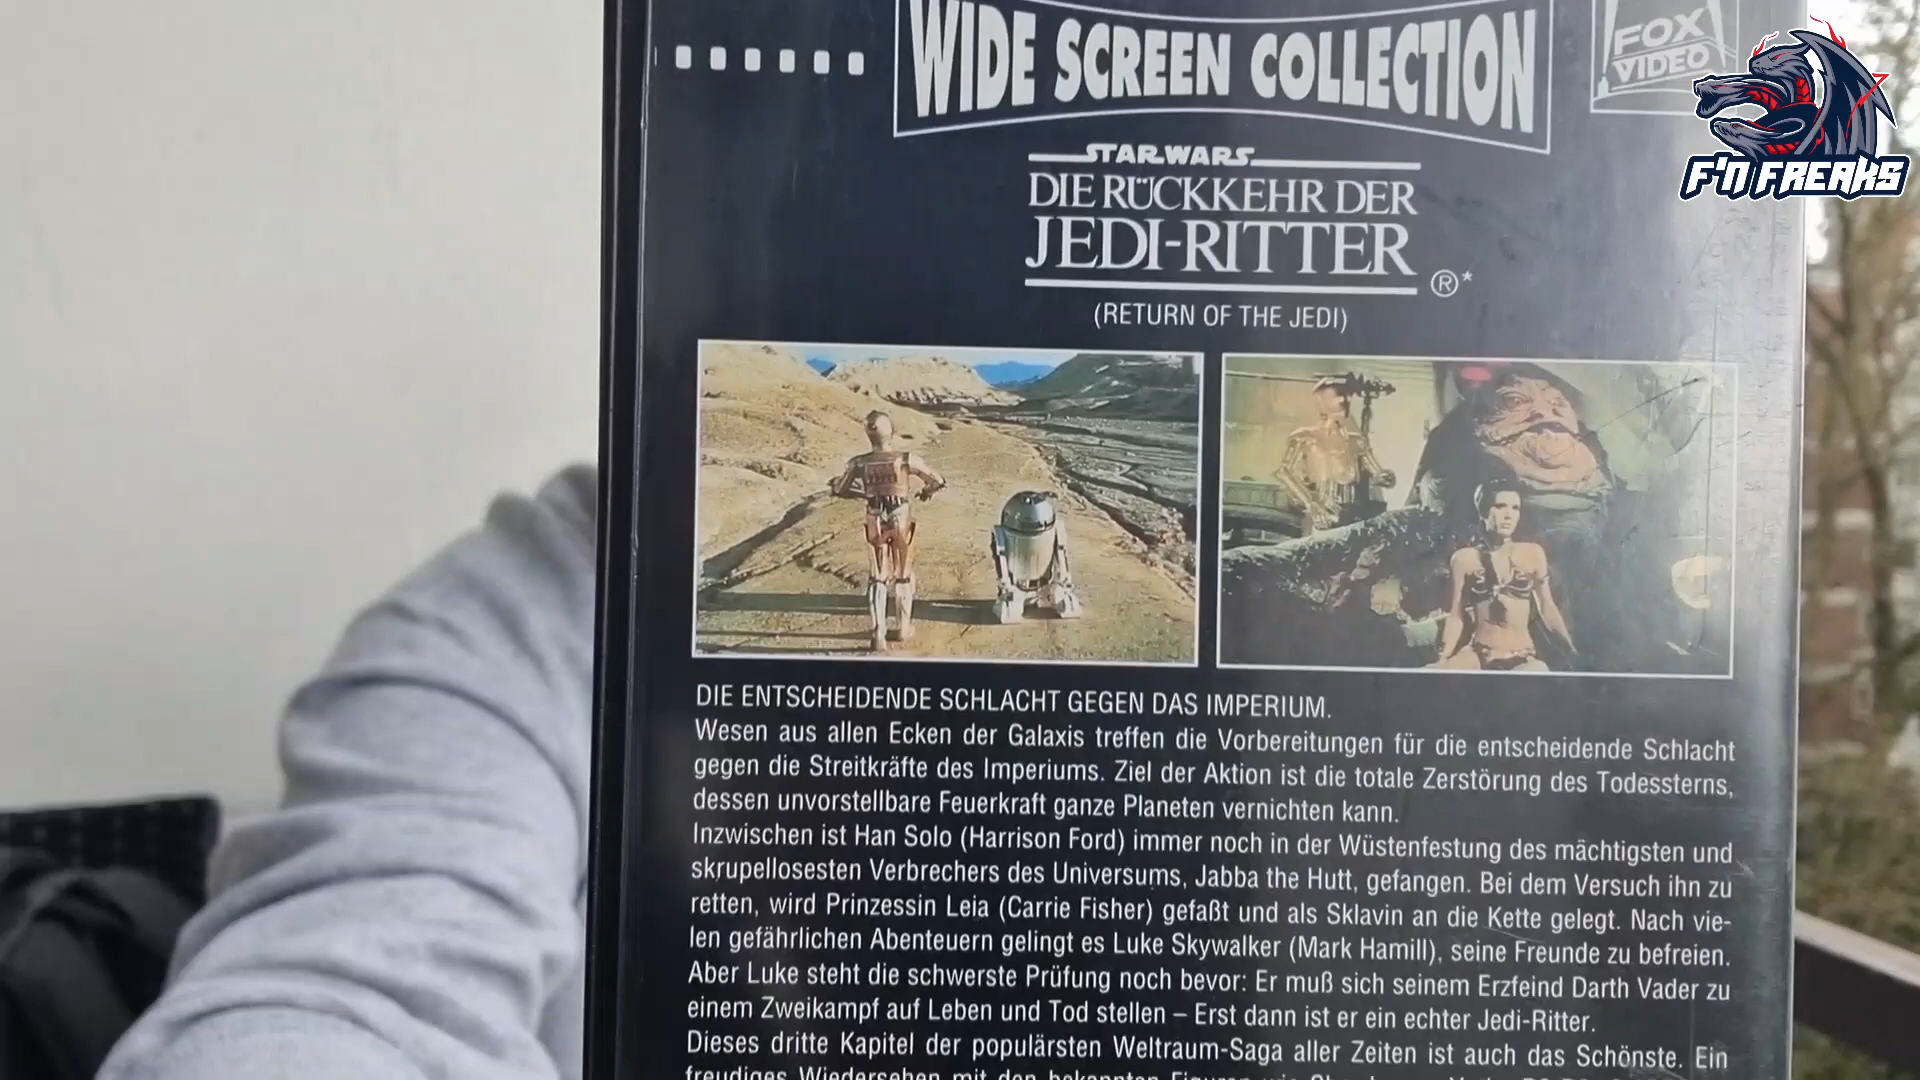 WIDE SCREEN COLLECTION
FOX
VIDEO
F'N FREAKS
STAR WARS
DIE RÜCKKEHR DER
JEDI-RITTER
®*
(RETURN OF THE JEDI)
DIE ENTSCHEIDENDE SCHLACHT GEGEN DAS IMPERIUM.
Wesen aus allen Ecken der Galaxis treffen die Vorbereitungen für die entscheidende Schlacht
gegen die Streitkräfte des Imperiums. Ziel der Aktion ist die totale Zerstörung des Todessterns,
dessen unvorstellbare Feuerkraft ganze Planeten vernichten kann.
Inzwischen ist Han Solo (Harrison Ford) immer noch in der Wüstenfestung des mächtigsten und
skrupellosesten Verbrechers des Universums, Jabba the Hutt, gefangen. Bei dem Versuch ihn zu
retten, wird Prinzessin Leia (Carrie Fisher) gefaßt und als Sklavin an die Kette gelegt. Nach vie-
len gefährlichen Abenteuern gelingt es Luke Skywalker (Mark Hamill), seine Freunde zu befreien.
Aber Luke steht die schwerste Prüfung noch bevor: Er muß sich seinem Erzfeind Darth Vader zu
einem Zweikampf auf Leben und Tod stellen – Erst dann ist er ein echter Jedi-Ritter.
Dieses dritte Kapitel der populärsten Weltraum-Saga aller Zeiten ist auch das Schönste. Ein
freudiges Wiedersehen mit den bekannten Figuren